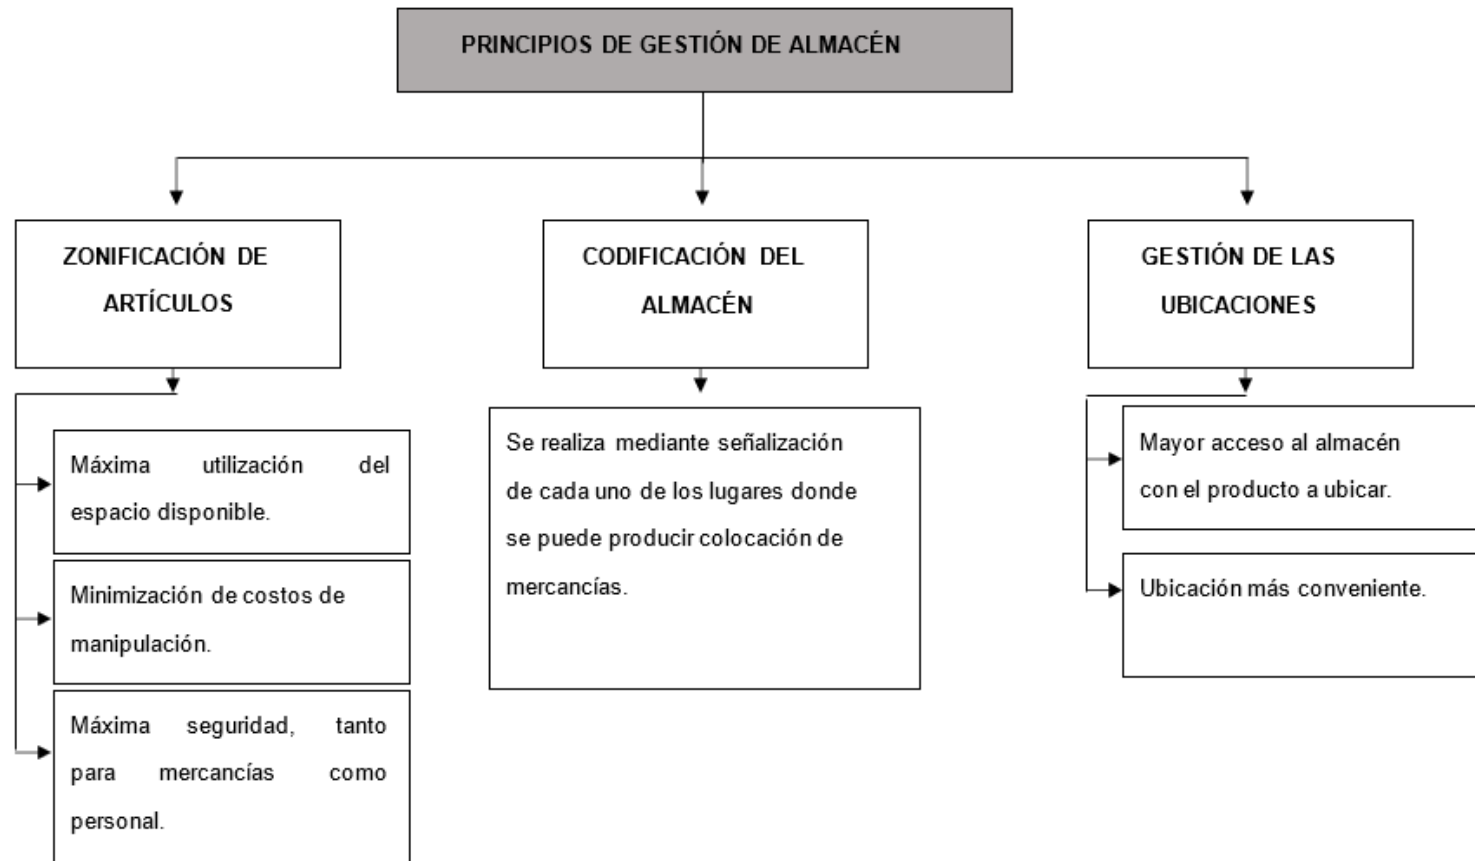 PRINCIPIOS DE GESTIÓN DE ALMACÉN
ZONIFICACIÓN DE
ARTÍCULOS
Máxima utilización del
espacio disponible.
Minimización de costos de
manipulación.
Máxima seguridad, tanto
para mercancías como
personal.
CODIFICACIÓN DEL
ALMACÉN
Se realiza mediante señalización
de cada uno de los lugares donde
se puede producir colocación de
mercancías.
GESTIÓN DE LAS
UBICACIONES
Mayor acceso al almacén
con el producto a ubicar.
Ubicación más conveniente.